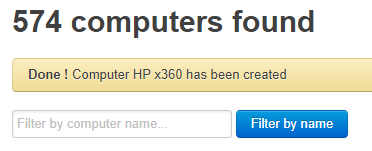 574 computers found
Done ! Computer HP x360 has been created
Filter by computer name...
Filter by name